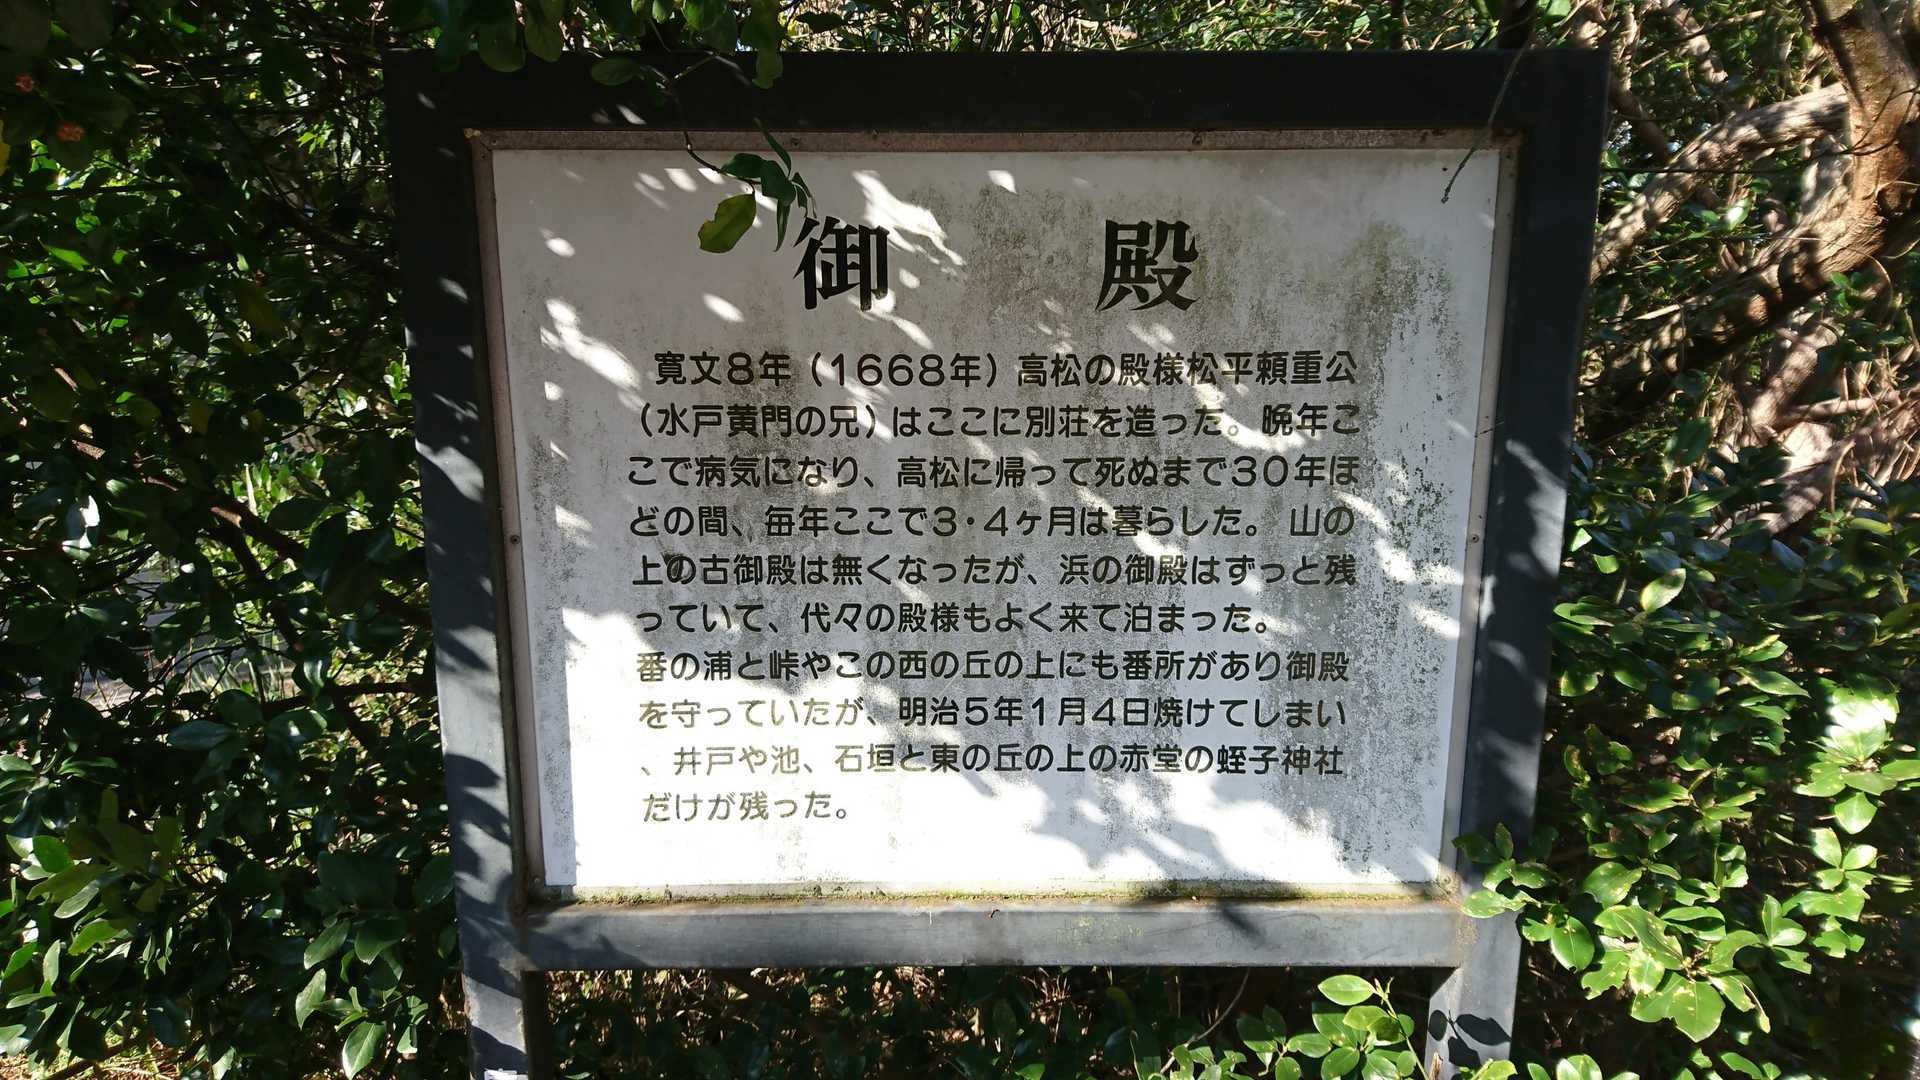 御殿
寛文8年(1668年)高松の殿様松平頼重公
(水戸黄門の兄)はここに別荘を造った。晩年こ
こで病気になり、高松に帰って死ぬまで30年ほ
どの間、毎年ここで3・4ヶ月は暮らした。山の
上の古御殿は無くなったが、浜の御殿はずっと残
っていて、代々の殿様もよく来て泊まった。
番の浦と峠やこの西の丘の上にも番所があり御殿
を守っていたが、明治5年1月4日焼けてしまい
、井戸や池、石垣と東の丘の上の赤堂の蛭子神社
だけが残った。